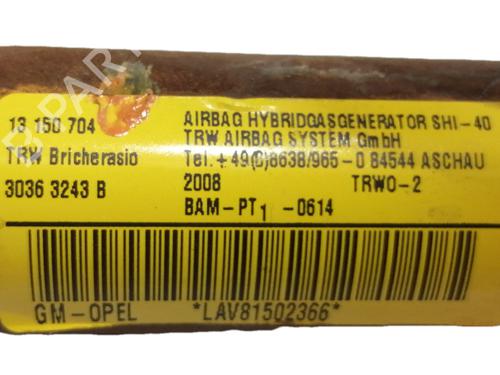 13 150 704 AIRBAG HYBRIDGASGENERATOR SHI-40
TRW AIRBAG SYSTEM GmbH
TRW Bricherasio Tel.+49(0)8638/965-0 84544 ASCHAU
3036 3243 B 2008 TRWO-2
BAM-PT1 -0614
GM-OPEL *LAV81502366*